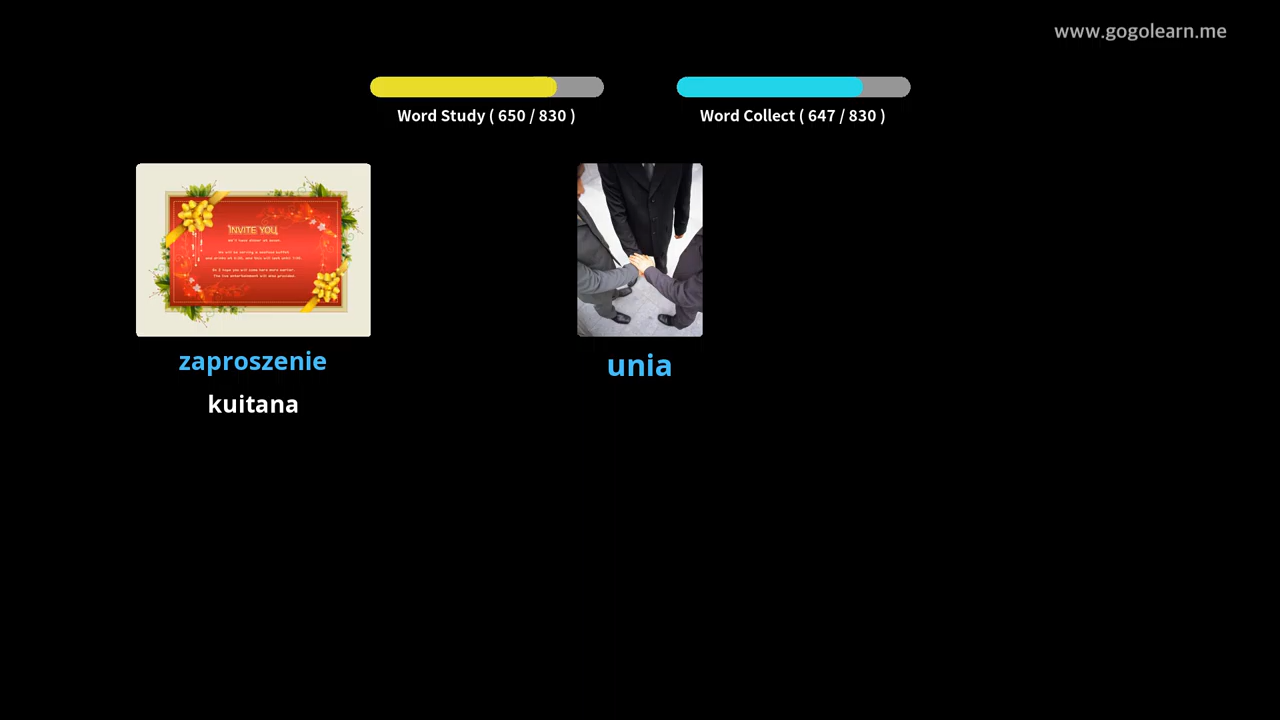 www.gogolearn.me
Word Study ( 650 / 830 )
Word Collect ( 647 / 830 )
INVITE YOU
zaproszenie
unia
kuitana